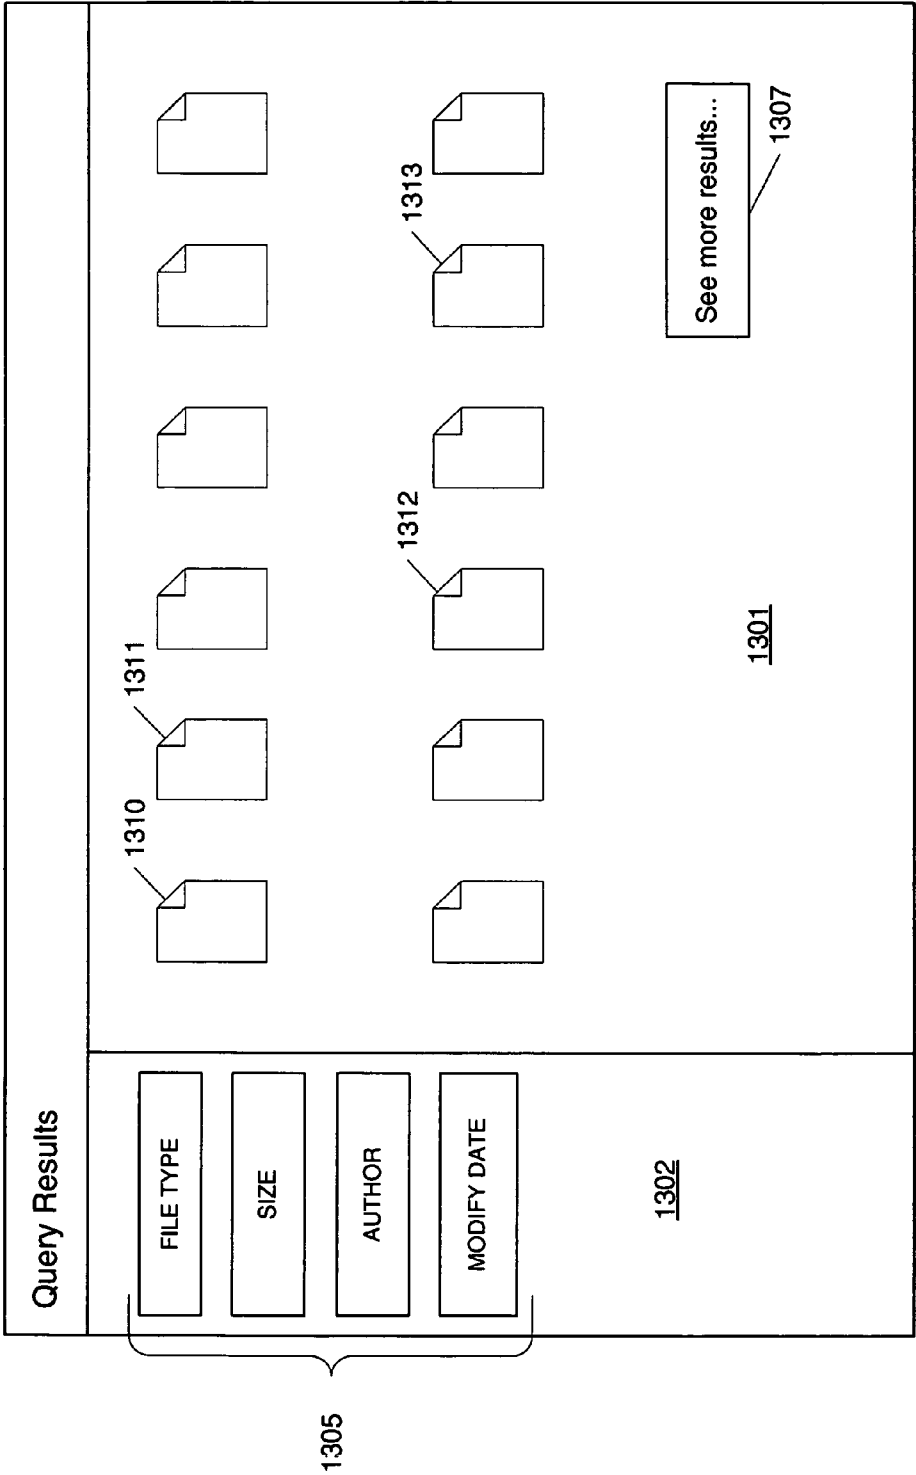 Query Results
FILE TYPE
SIZE
AUTHOR
MODIFY DATE
1305
1302
1310
1311
1312
1313
1301
See more results...
1307